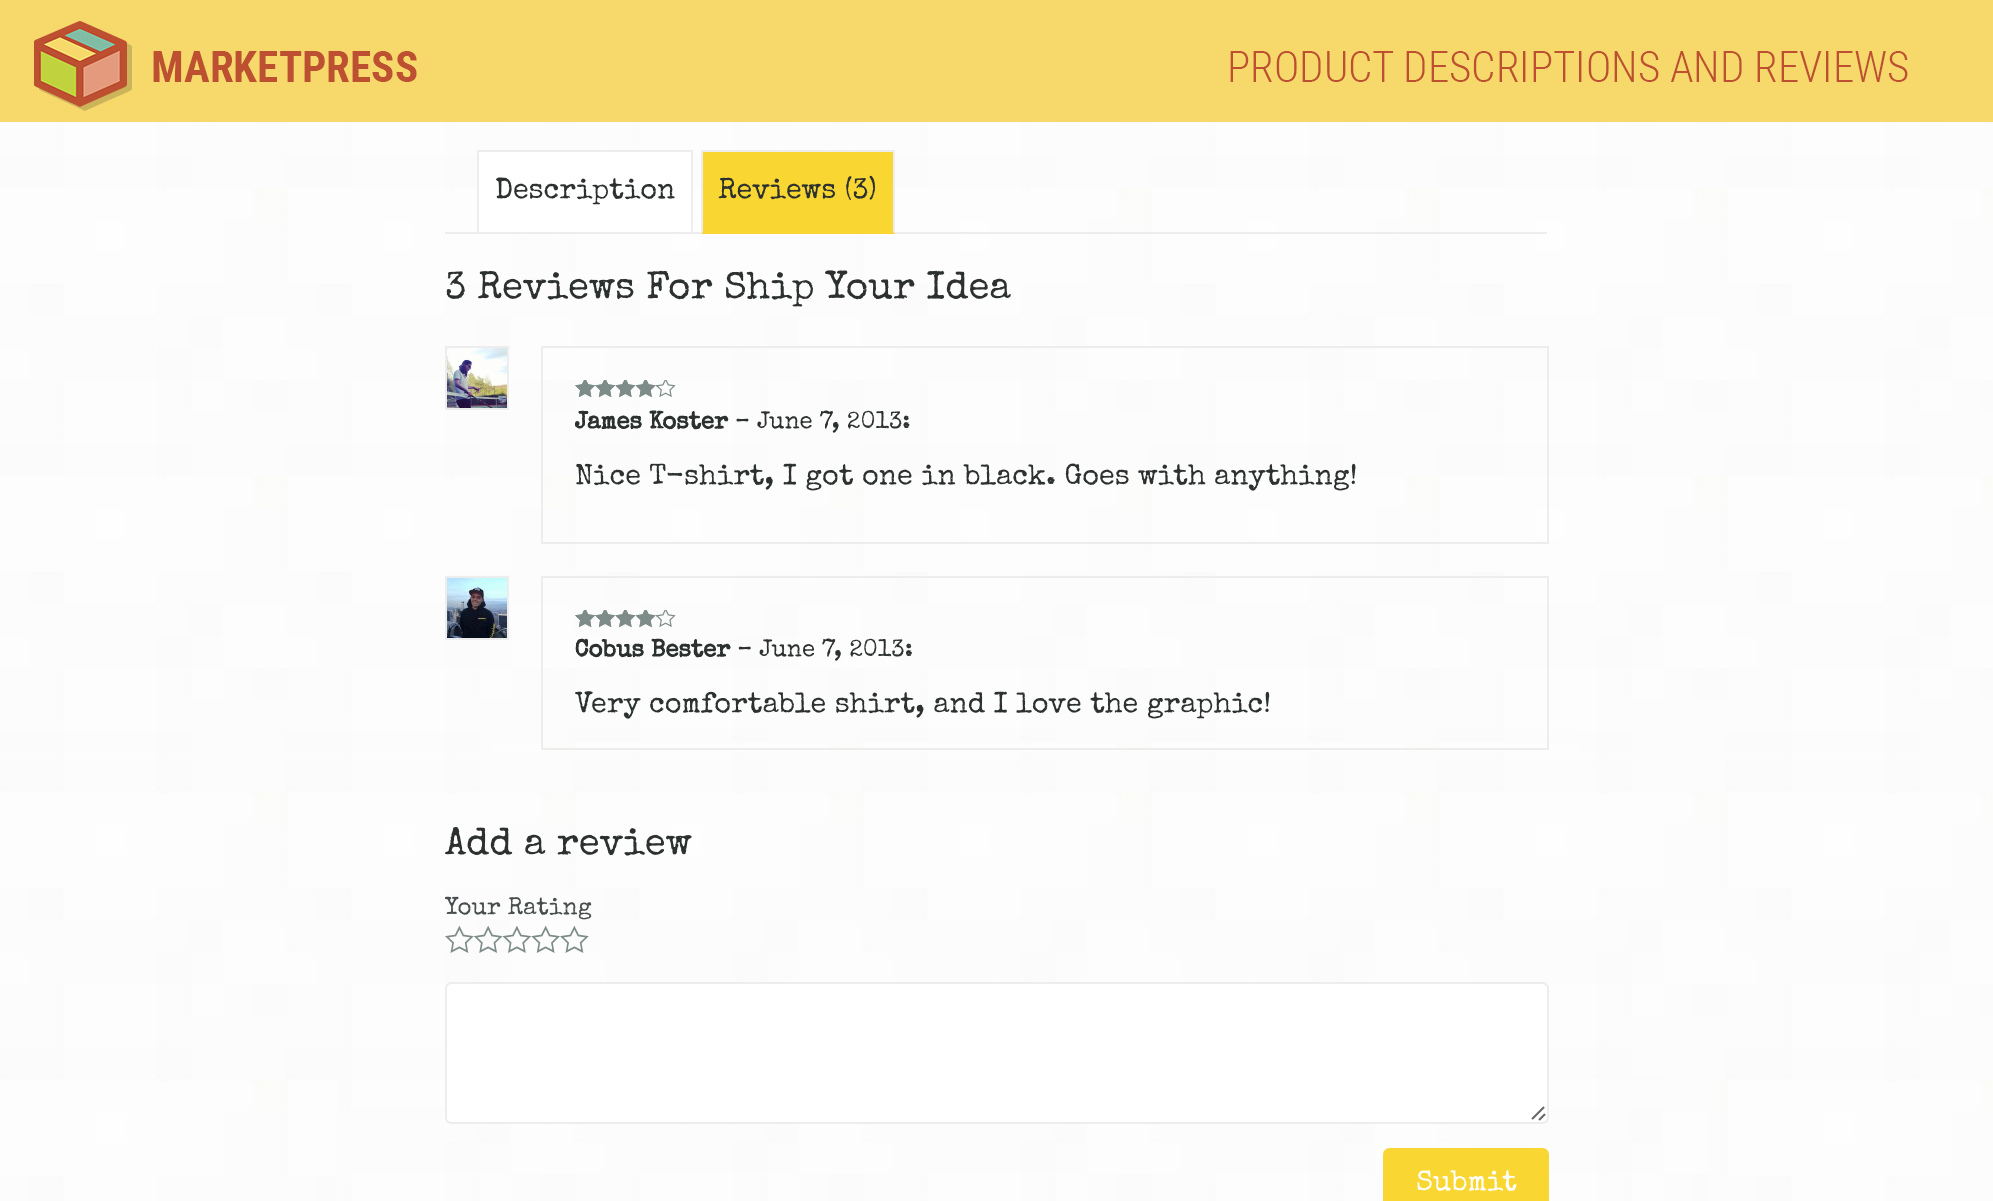 MARKETPRESS
PRODUCT DESCRIPTIONS AND REVIEWS
Description
Reviews (3)
3 Reviews For Ship Your Idea
James Koster – June 7, 2013:
Nice T-shirt, I got one in black. Goes with anything!
Cobus Bester – June 7, 2013:
Very comfortable shirt, and I love the graphic!
Add a review
Your Rating
Submit